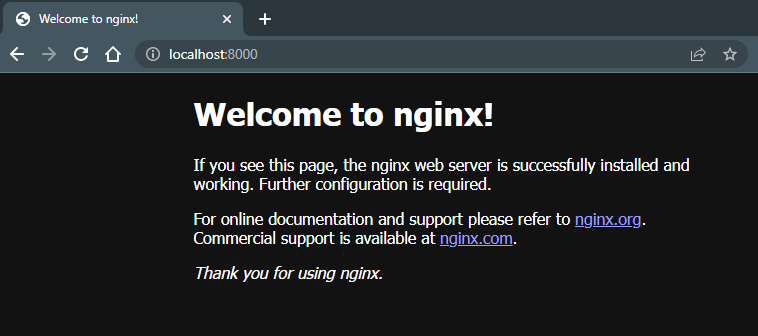 Welcome to nginx!
localhost:8000
Welcome to nginx!
If you see this page, the nginx web server is successfully installed and
working. Further configuration is required.
For online documentation and support please refer to nginx.org.
Commercial support is available at nginx.com.
Thank you for using nginx.